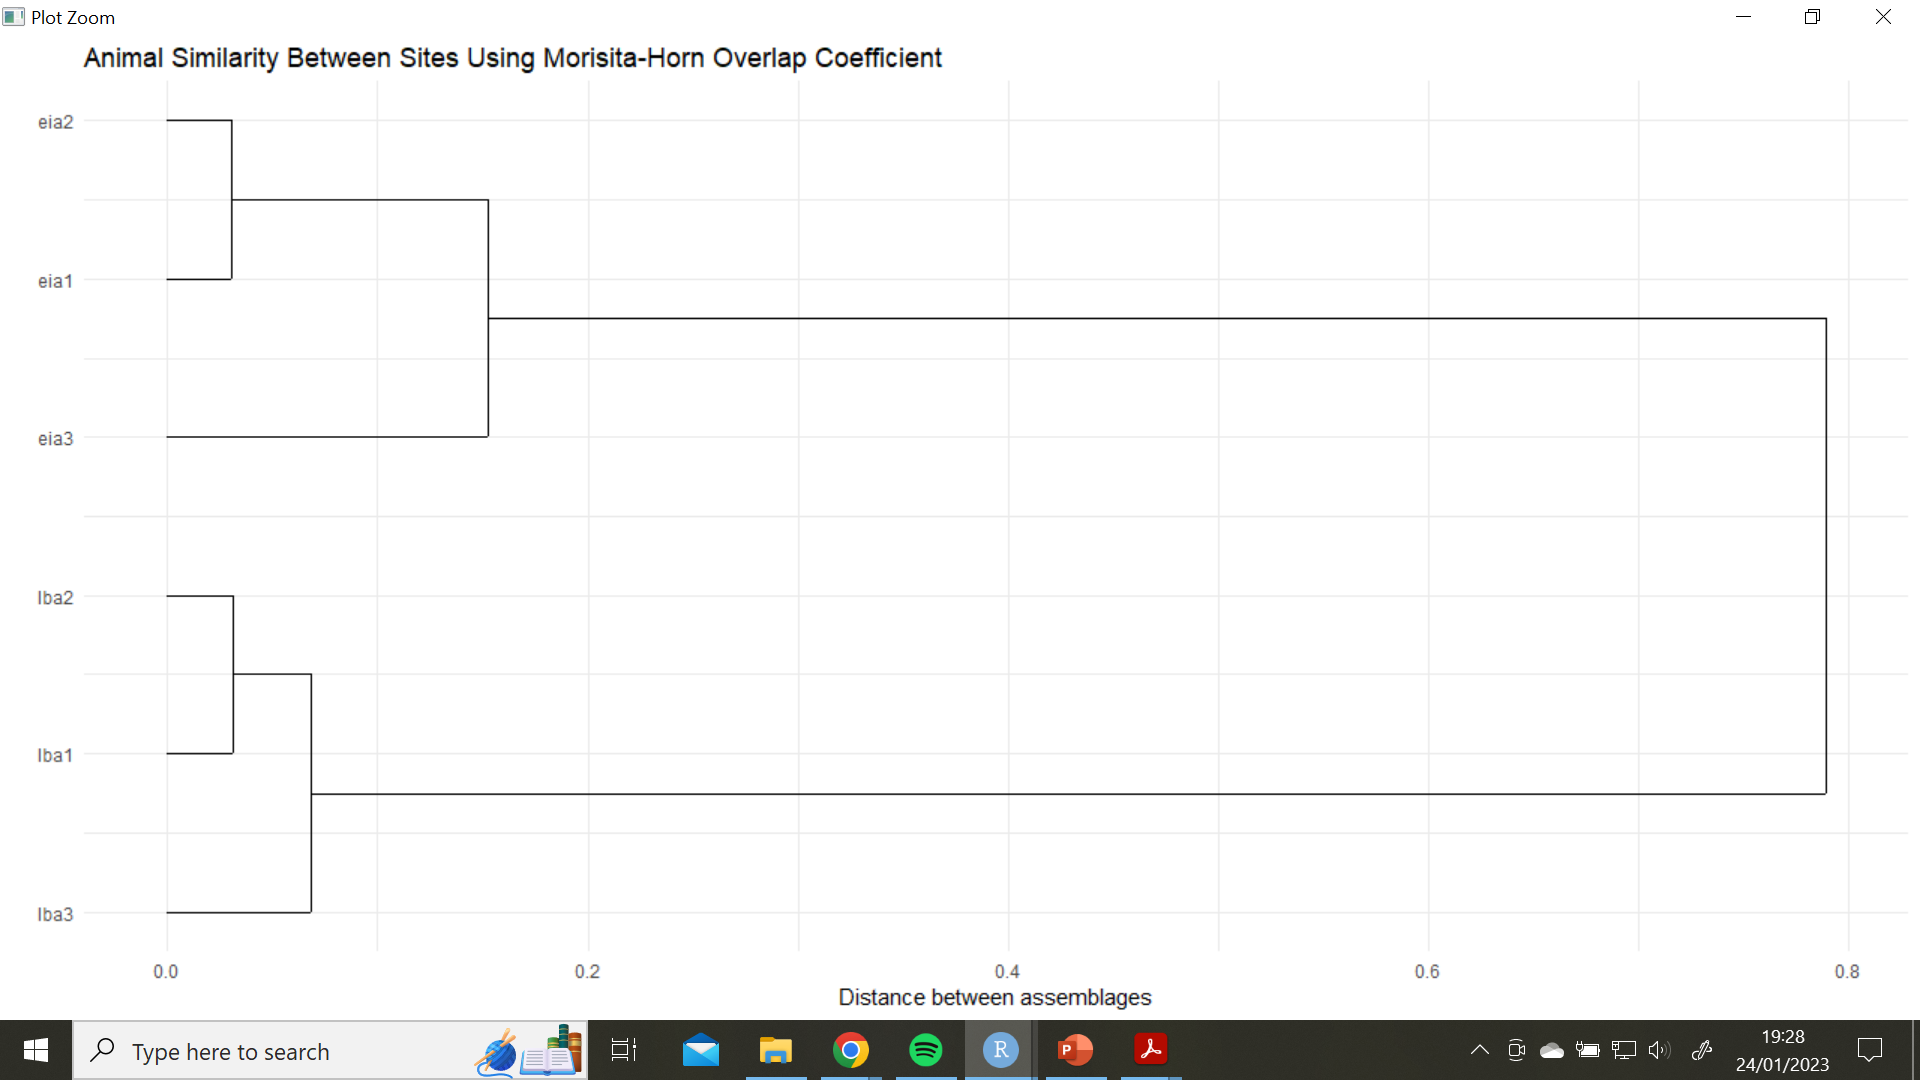 Plot Zoom
Animal Similarity Between Sites Using Morisita-Horn Overlap Coefficient
eia2
eia1
eia3
lba2
lba1
lba3
0.0 0.2 0.4 0.6 0.8
Distance between assemblages
Type here to search
R
P
19:28
24/01/2023